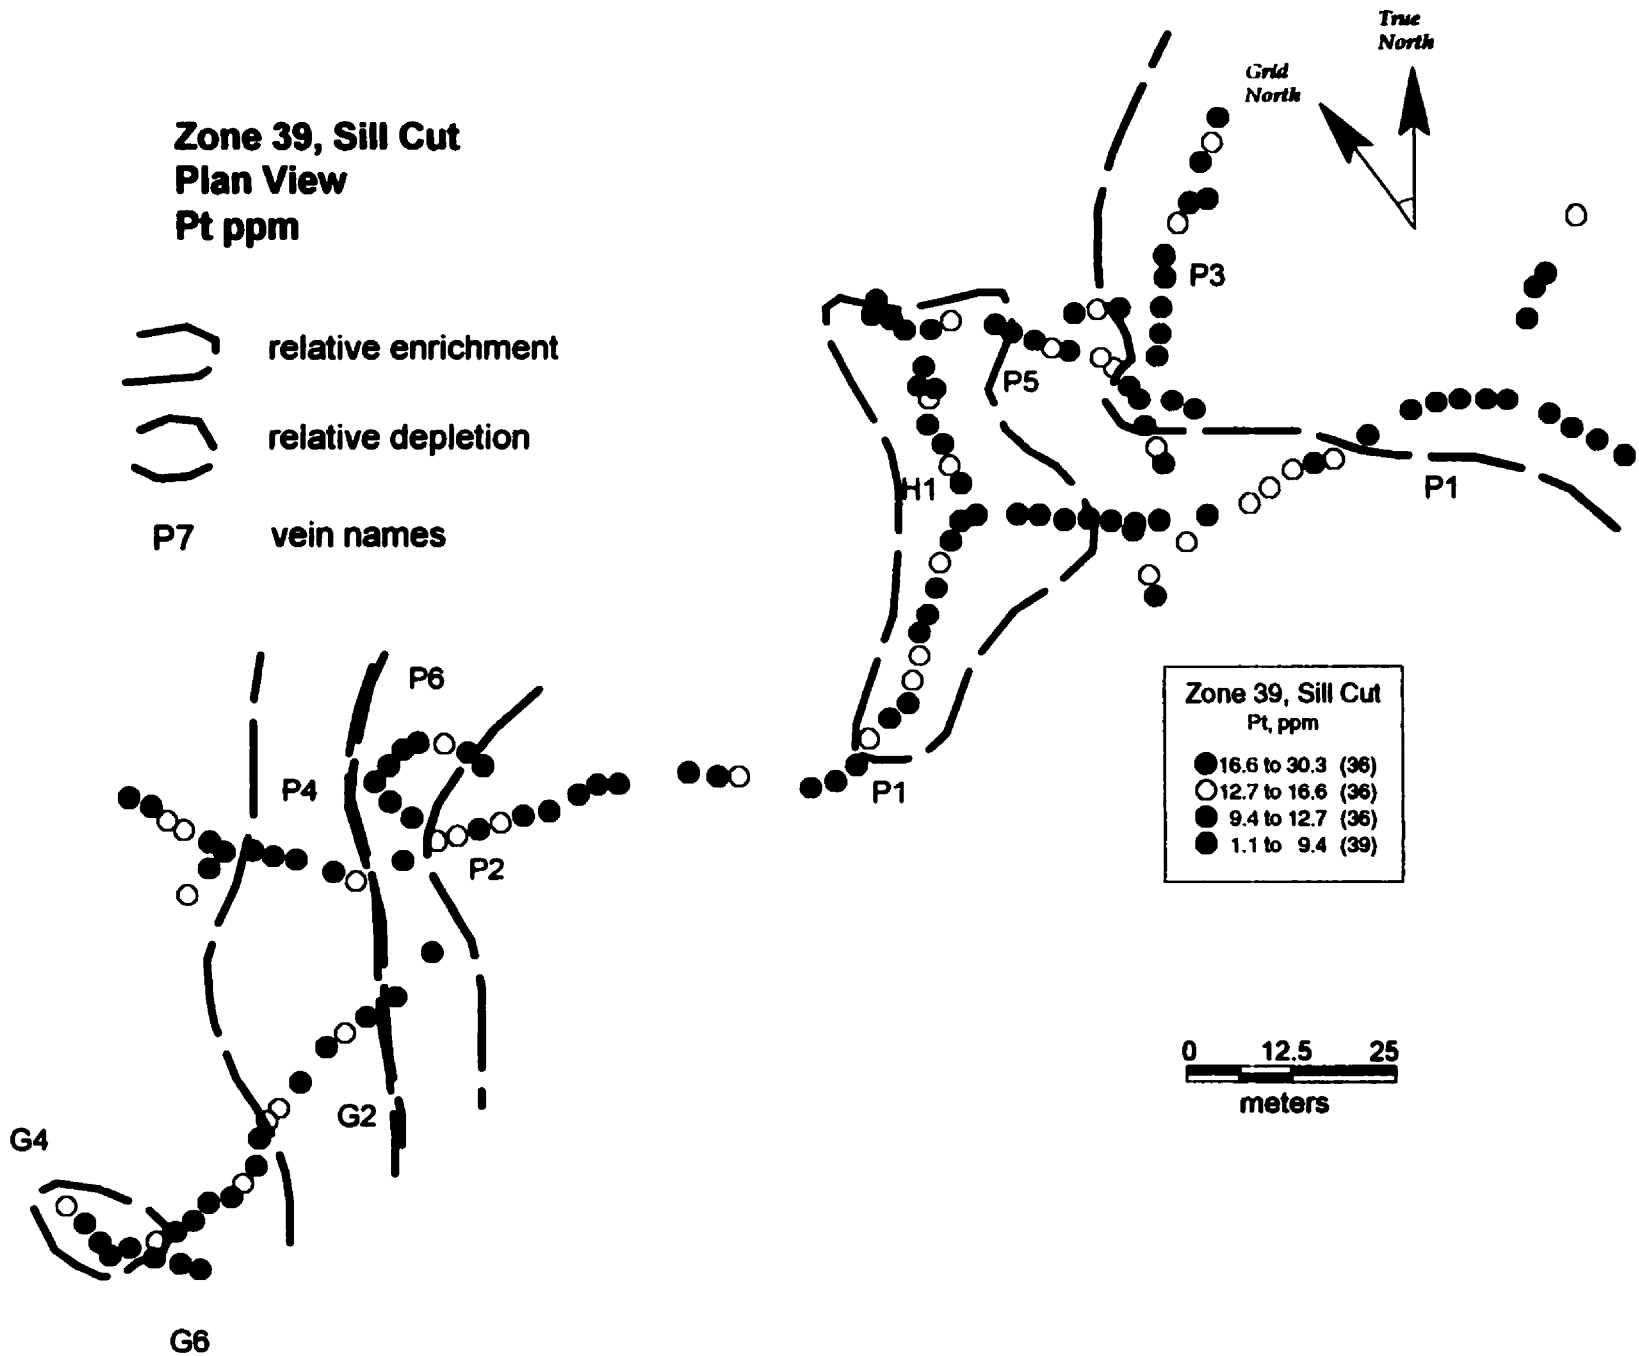 True
North
Grid
North
Zone 39, Sill Cut
Plan View
Pt ppm
P3
relative enrichment
P5
relative depletion
H1
P1
P7 vein names
P6
Zone 39, Sill Cut
Pt, ppm
16.6 to 30.3 (36)
12.7 to 16.6 (36)
9.4 to 12.7 (36)
1.1 to 9.4 (39)
P4
P1
P2
0 12.5 25
meters
G2
G4
G6